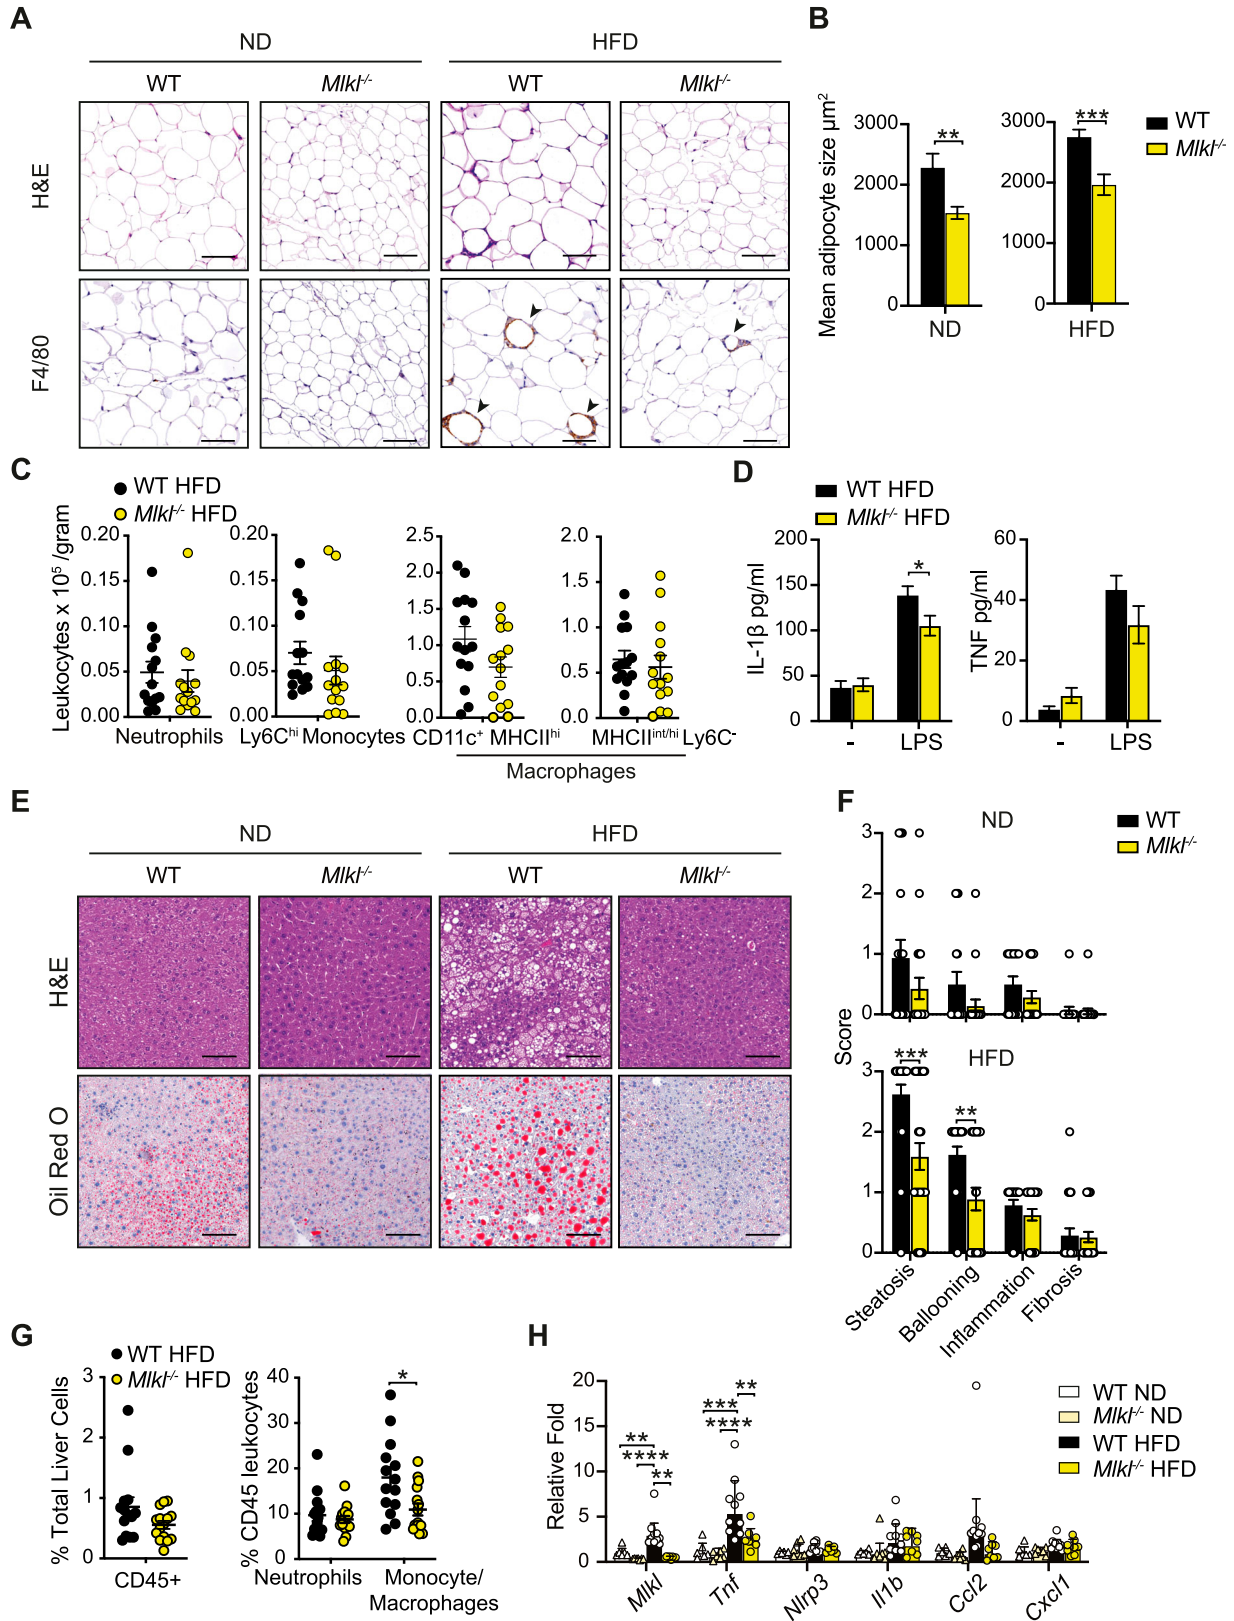 A
ND
HFD
WT
Mlkl-/-
WT
Mlkl-/-
H&E
F4/80
B
Mean adipocyte size µm2
3000
2000
1000
0
**
ND
3000
2000
1000
0
***
HFD
WT
Mlkl-/-
C
WT HFD
Mlkl-/- HFD
Leukocytes x 105 /gram
0.20
0.15
0.10
0.05
0.00
Neutrophils
0.20
0.15
0.10
0.05
0.00
Ly6Chi Monocytes
2.5
2.0
1.5
1.0
0.5
0.0
CD11c+ MHCIIhi
2.0
1.5
1.0
0.5
0.0
MHCIIint/hi Ly6C-
Macrophages
D
WT HFD
Mlkl-/- HFD
IL-1β pg/ml
200
150
100
50
0
*
-
LPS
TNF pg/ml
60
40
20
0
-
LPS
E
ND
HFD
WT
Mlkl-/-
WT
Mlkl-/-
H&E
Oil Red O
F
ND
WT
Mlkl-/-
3
2
1
0
Score
HFD
3
2
1
0
***
**
Steatosis
Ballooning
Inflammation
Fibrosis
G
WT HFD
Mlkl-/- HFD
% Total Liver Cells
3
2
1
0
CD45+
% CD45 leukocytes
40
30
20
10
0
*
Neutrophils
Monocyte/
Macrophages
H
Relative Fold
20
15
10
5
0
**
****
**
***
****
**
Mlkl
Tnf
Nlrp3
Il1b
Ccl2
Cxcl1
WT ND
Mlkl-/- ND
WT HFD
Mlkl-/- HFD